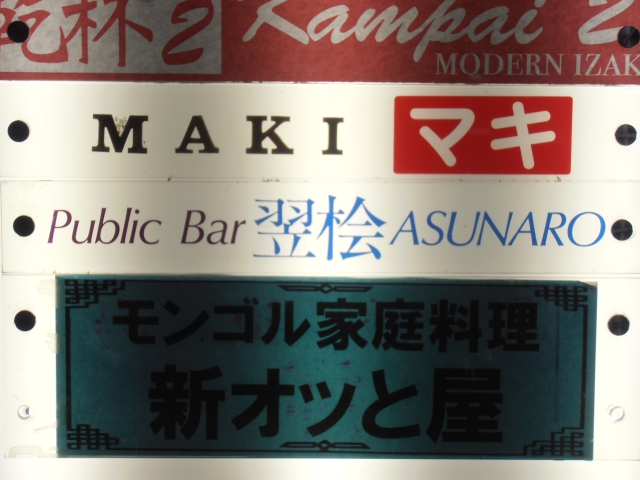 乾杯2 Kampai 2
MODERN IZAK
MAKI マキ
Public Bar 翌桧 ASUNARO
モンゴル家庭料理
新オッと屋